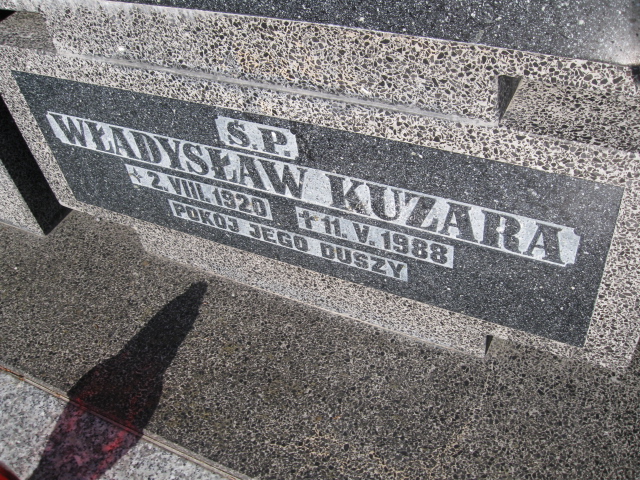 Ś.P.
WŁADYSŁAW KUZARA
* 2.VIII.1920 † 11.V.1988
POKÓJ JEGO DUSZY